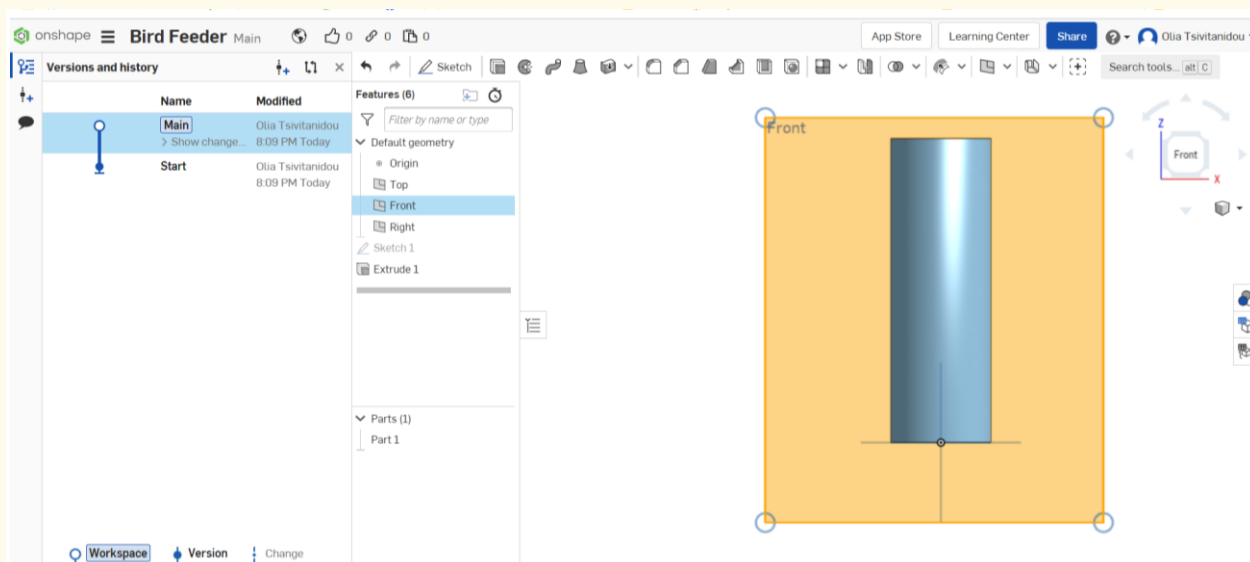 onshape Bird Feeder Main 0 0 0 App Store Learning Center Share Olia Tsivitanidou
Versions and history Sketch Search tools... alt C
Name Modified
Main Olia Tsivitanidou
> Show change... 8:09 PM Today
Start Olia Tsivitanidou
8:09 PM Today
Workspace Version Change
Features (6)
Filter by name or type
Default geometry
Origin
Top
Front
Right
Sketch 1
Extrude 1
Parts (1)
Part 1
Front
Z
Front
X